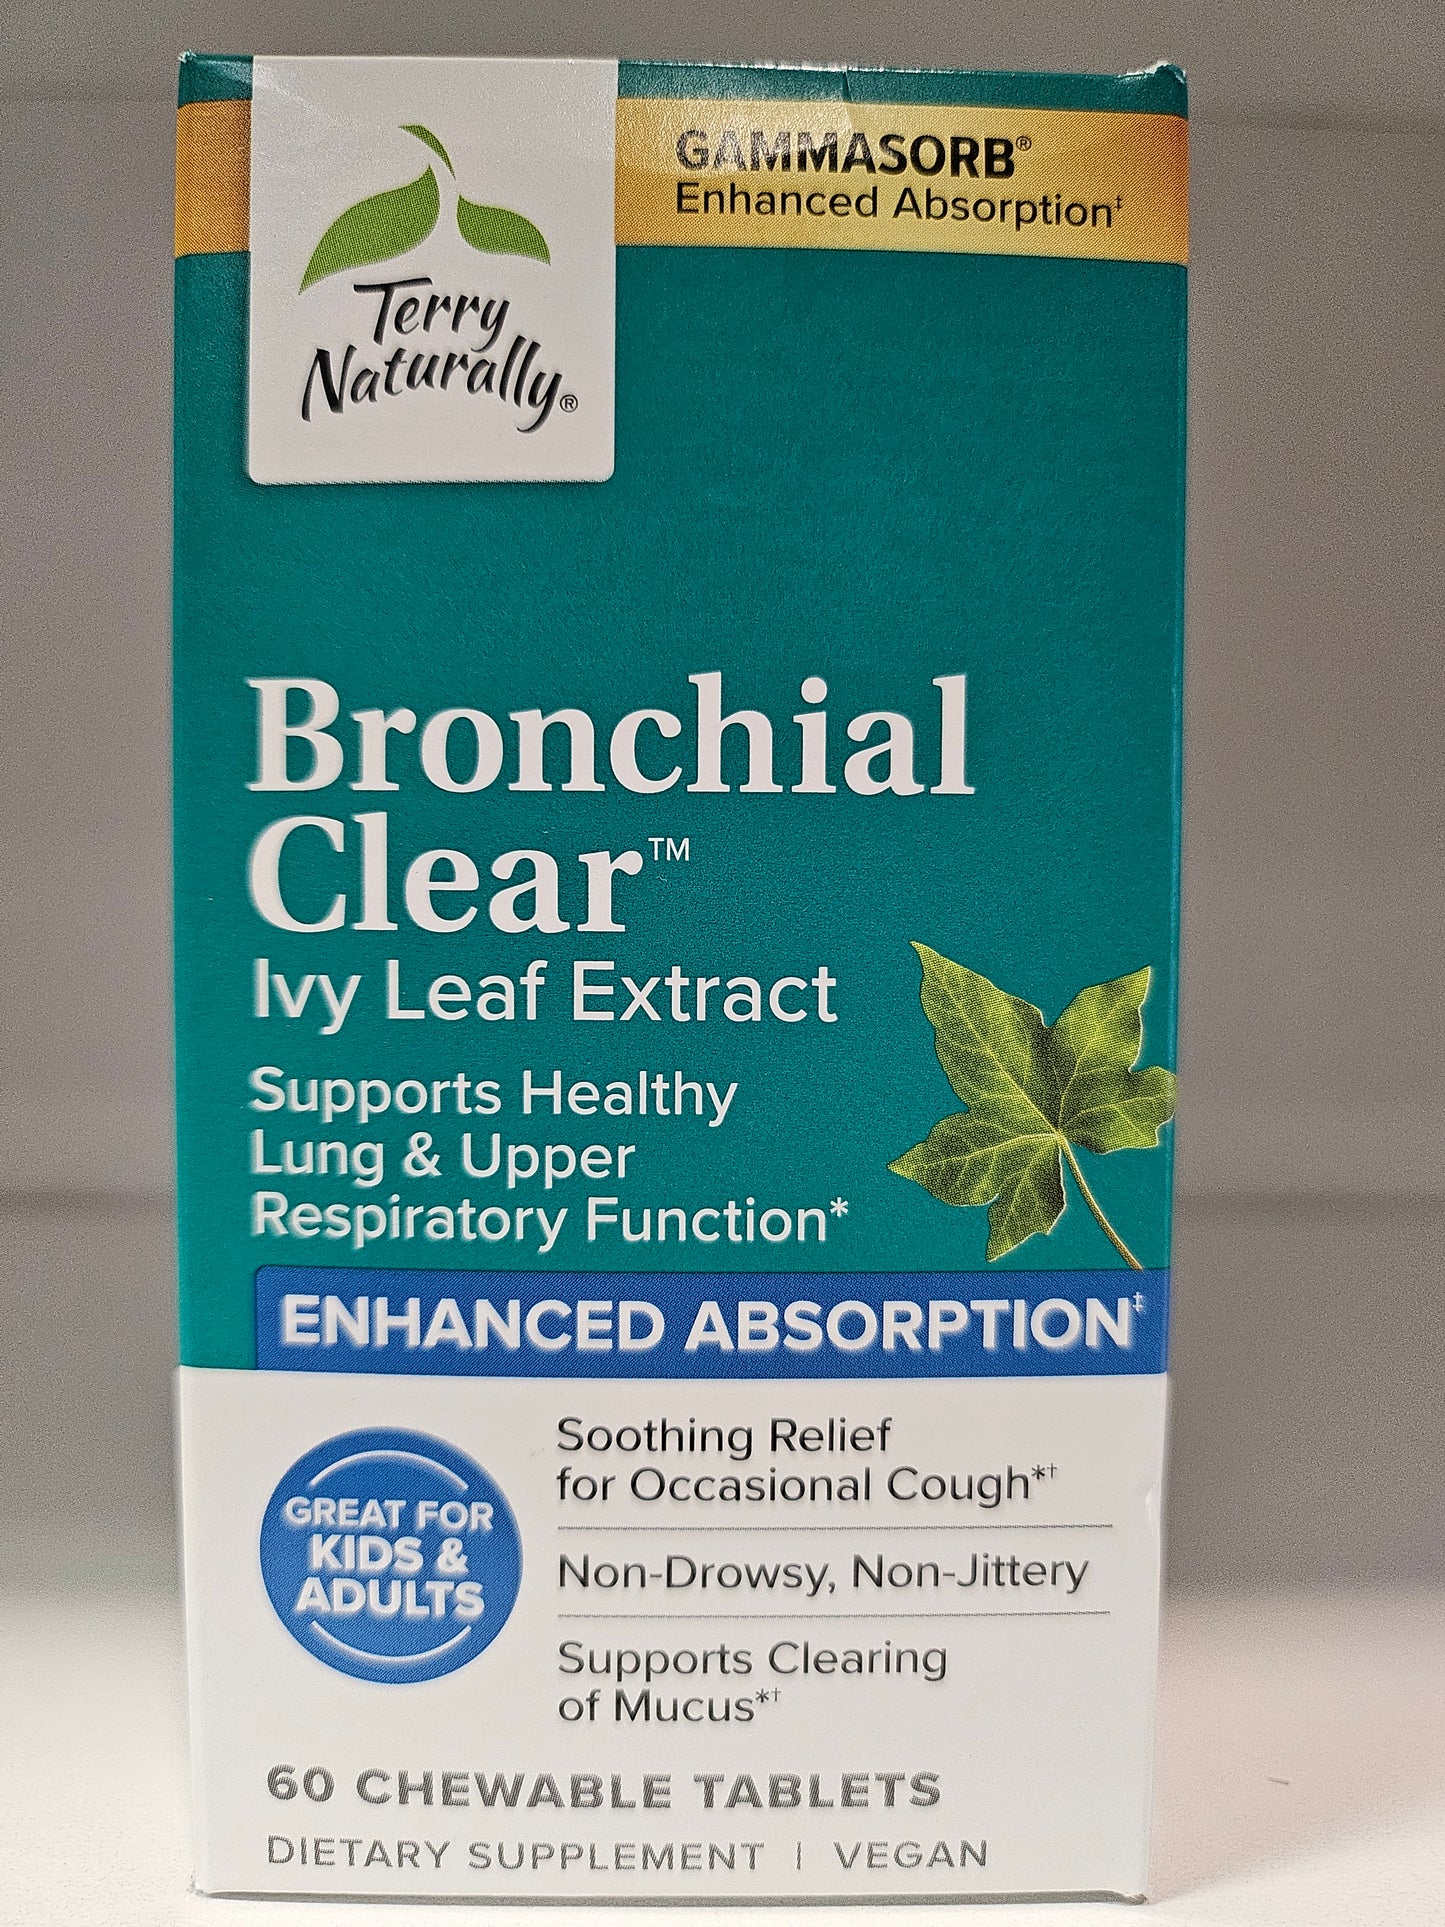 Terry
Naturally®
GAMMASORB®
Enhanced Absorption‡
Bronchial
Clear™
Ivy Leaf Extract
Supports Healthy
Lung & Upper
Respiratory Function*
ENHANCED ABSORPTION‡
GREAT FOR
KIDS &
ADULTS
Soothing Relief
for Occasional Cough*†
Non-Drowsy, Non-Jittery
Supports Clearing
of Mucus*†
60 CHEWABLE TABLETS
DIETARY SUPPLEMENT | VEGAN